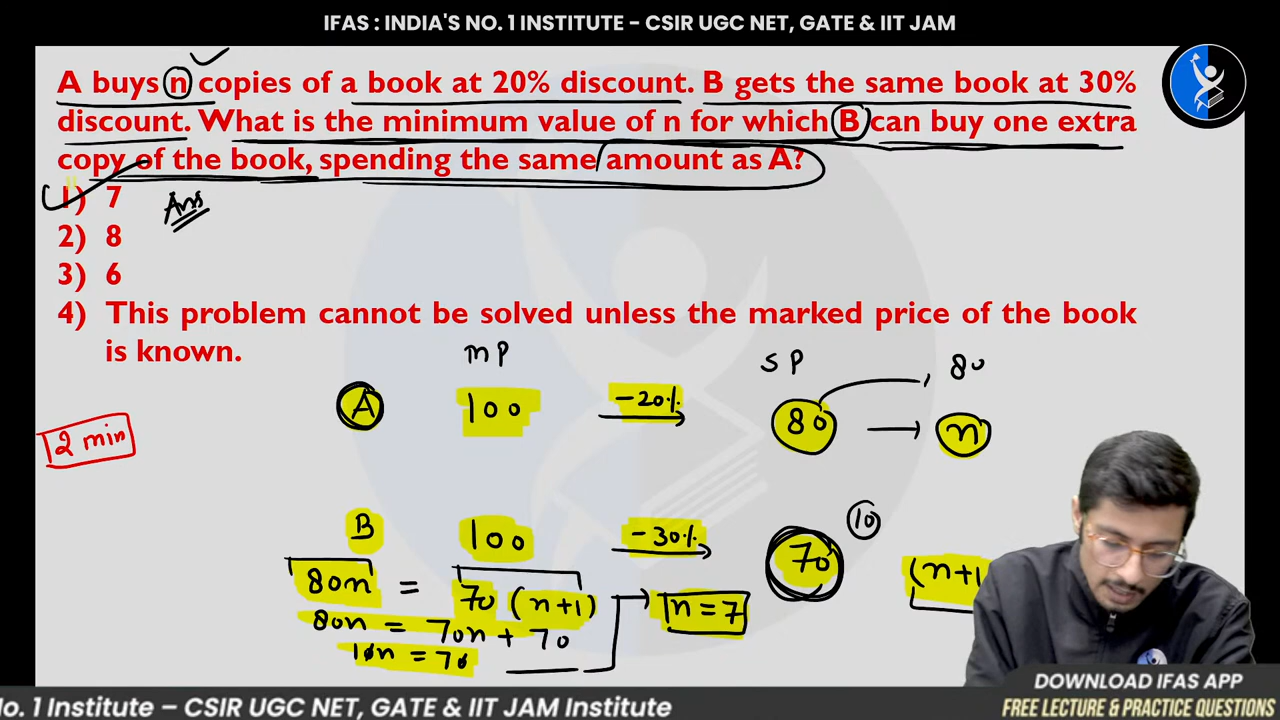 IFAS : INDIA'S NO. 1 INSTITUTE – CSIR UGC NET, GATE & IIT JAM
A buys n copies of a book at 20% discount. B gets the same book at 30%
discount. What is the minimum value of n for which B can buy one extra
copy of the book, spending the same amount as A?
1) 7
Ans
2) 8
3) 6
4) This problem cannot be solved unless the marked price of the book
is known.
MP SP 80
A 100 -20% 80 n
2 min
B 100 -30% 70 10
80n = 70 (n+1) n = 7 (n+1
80n = 70n + 70
10n = 70
DOWNLOAD IFAS APP
FREE LECTURE & PRACTICE QUESTIONS
No. 1 Institute – CSIR UGC NET, GATE & IIT JAM Institute